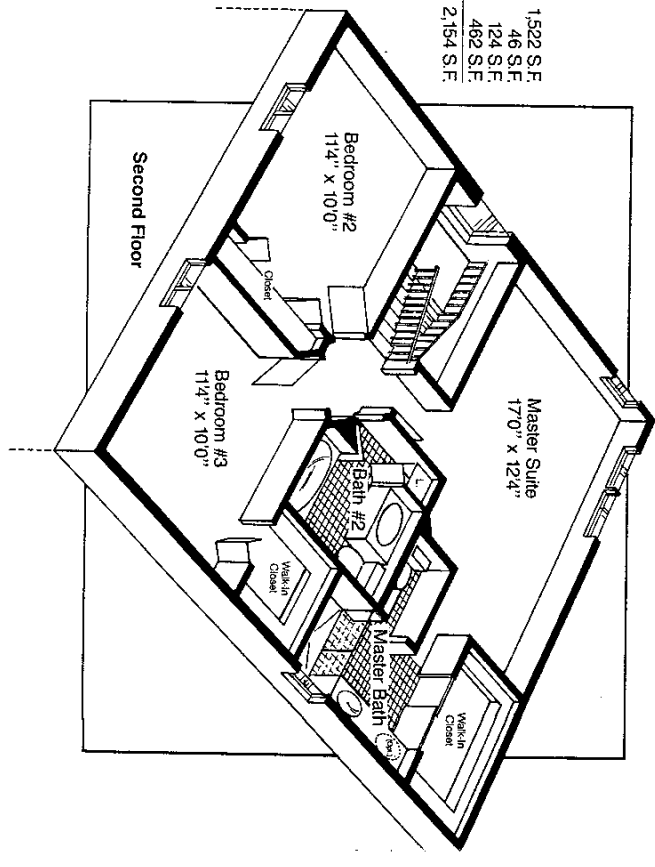 1,522 S.F.
46 S.F.
124 S.F.
462 S.F.
2,154 S.F.
Master Suite
17'0" x 12'4"
Walk-In
Closet
Bedroom #2
11'4" x 10'0"
Closet
Bath #2
L
Master Bath
(Opt.)
Bedroom #3
11'4" x 10'0"
Walk-In
Closet
Second Floor